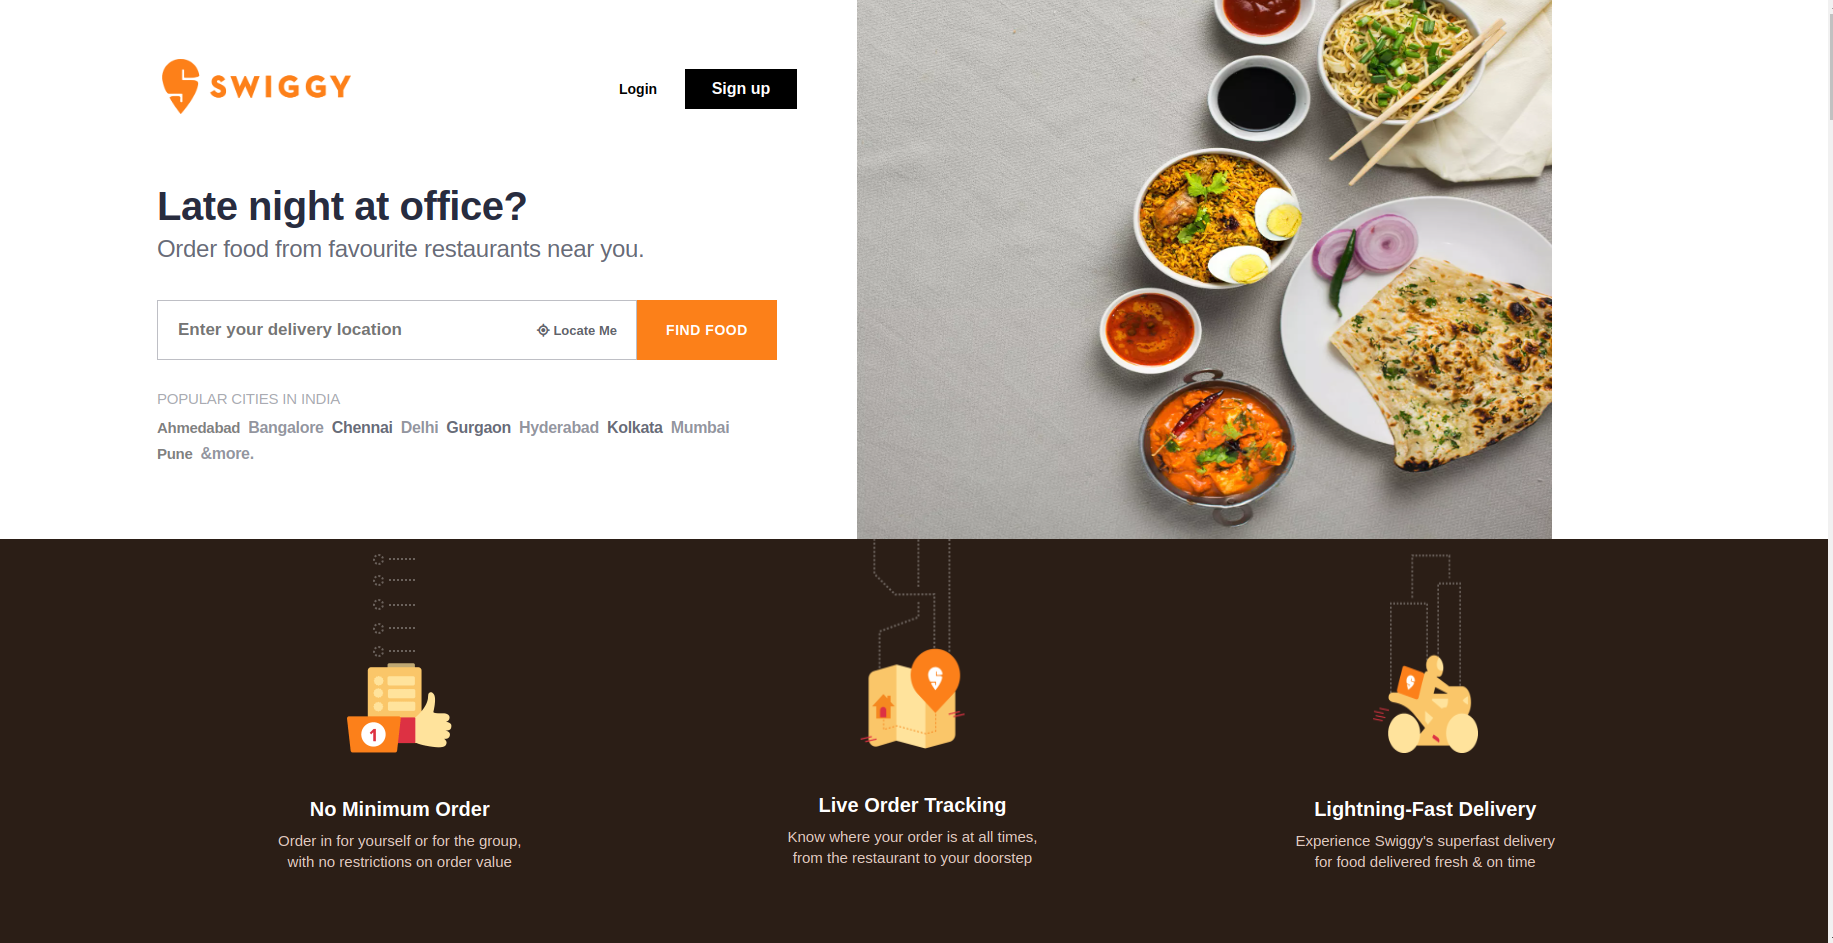 SWIGGY
Login
Sign up
Late night at office?
Order food from favourite restaurants near you.
Enter your delivery location
Locate Me
FIND FOOD
POPULAR CITIES IN INDIA
Ahmedabad Bangalore Chennai Delhi Gurgaon Hyderabad Kolkata Mumbai
Pune &more.
1
No Minimum Order
Order in for yourself or for the group,
with no restrictions on order value
Live Order Tracking
Know where your order is at all times,
from the restaurant to your doorstep
Lightning-Fast Delivery
Experience Swiggy's superfast delivery
for food delivered fresh & on time